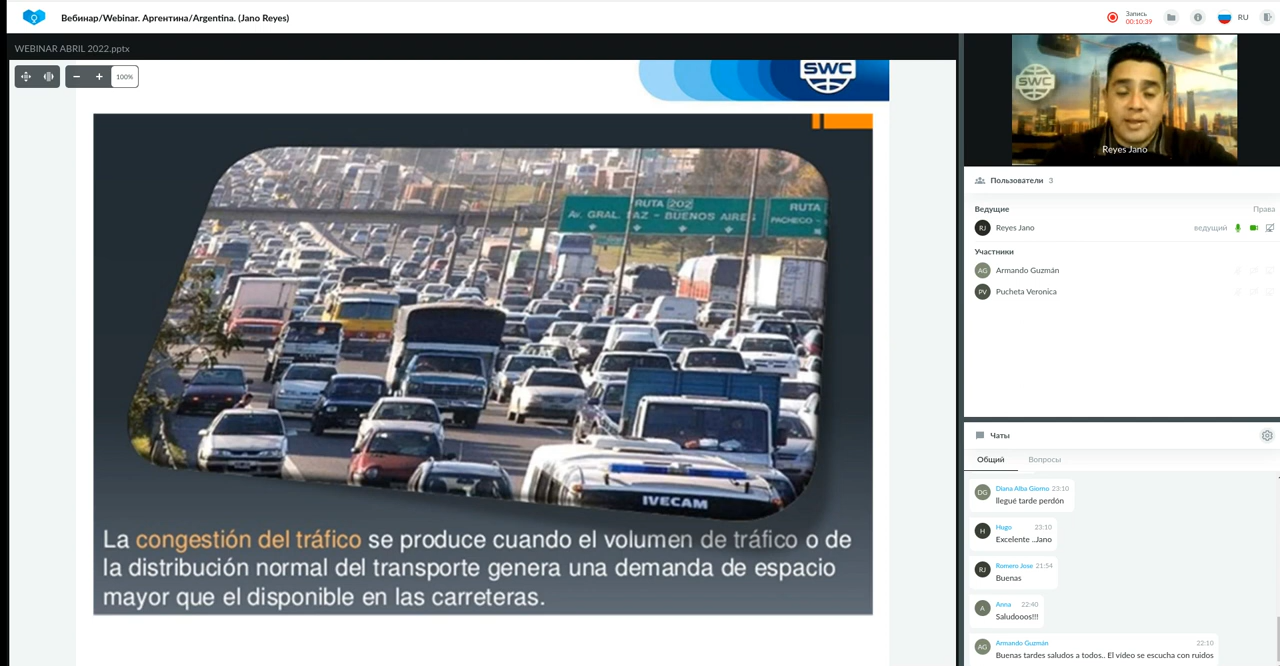 Вебинар/Webinar. Аргентина/Argentina. (Jano Reyes)
Запись
00:10:39
RU
WEBINAR ABRIL 2022.pptx
100%
SWC
RUTA 202
AV. GRAL. PAZ - BUENOS AIRES
RUTA
PACHECO -
IVECAM
La congestión del tráfico se produce cuando el volumen de tráfico o de
la distribución normal del transporte genera una demanda de espacio
mayor que el disponible en las carreteras.
SWC
Reyes Jano
Пользователи 3
Ведущие Права
RJ Reyes Jano ведущий
Участники
AG Armando Guzmán
PV Pucheta Veronica
Чаты
Общий Вопросы
DG Diana Alba Giorno 23:10
llegué tarde perdón
H Hugo 23:10
Excelente ..Jano
RJ Romero Jose 21:54
Buenas
A Anna 22:40
Saludooos!!!
AG Armando Guzmán 22:10
Buenas tardes saludos a todos.. El vídeo se escucha con ruidos